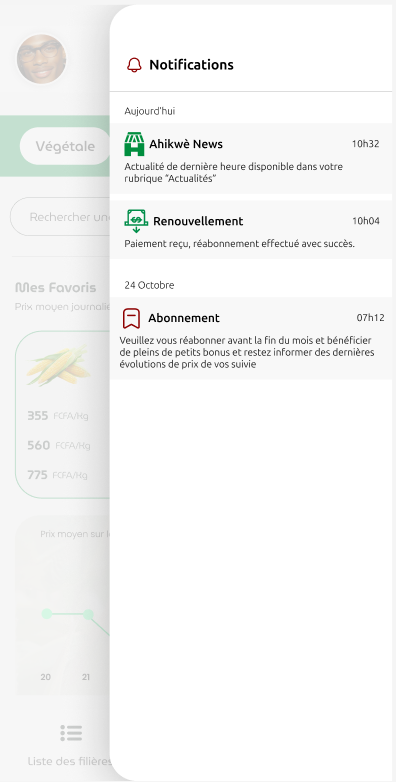 Notifications
Aujourd'hui
Ahikwè News
10h32
Actualité de dernière heure disponible dans votre
rubrique "Actualités"
Renouvellement
10h04
Paiement reçu, réabonnement effectué avec succès.
24 Octobre
Abonnement
07h12
Veuillez vous réabonner avant la fin du mois et bénéficier
de pleins de petits bonus et restez informer des dernières
évolutions de prix de vos suivie
Végétale
Rechercher un
Mes Favoris
Prix moyen journalie
355 FCFA/Kg
560 FCFA/Kg
775 FCFA/Kg
Prix moyen sur l
20 21
Liste des filières